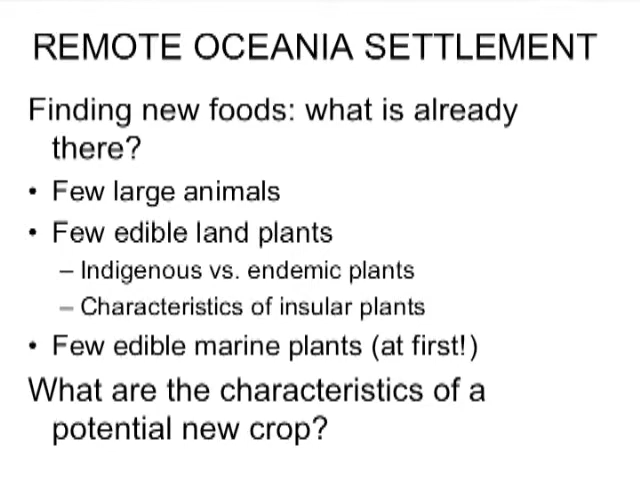 REMOTE OCEANIA SETTLEMENT
Finding new foods: what is already
there?
• Few large animals
• Few edible land plants
– Indigenous vs. endemic plants
– Characteristics of insular plants
• Few edible marine plants (at first!)
What are the characteristics of a
potential new crop?